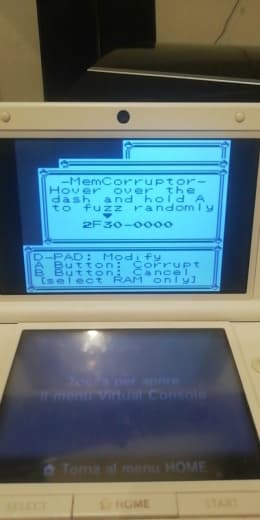 -MemCorruptor-
Hover over the
dash and hold A
to fuzz randomly
2F30-0000
D-PAD: Modify
A Button: Corrupt
B Button: Cancel
[select RAM only]
Tocca per aprire
il menu Virtual Console
Torna al menu HOME
SELECT
HOME
START